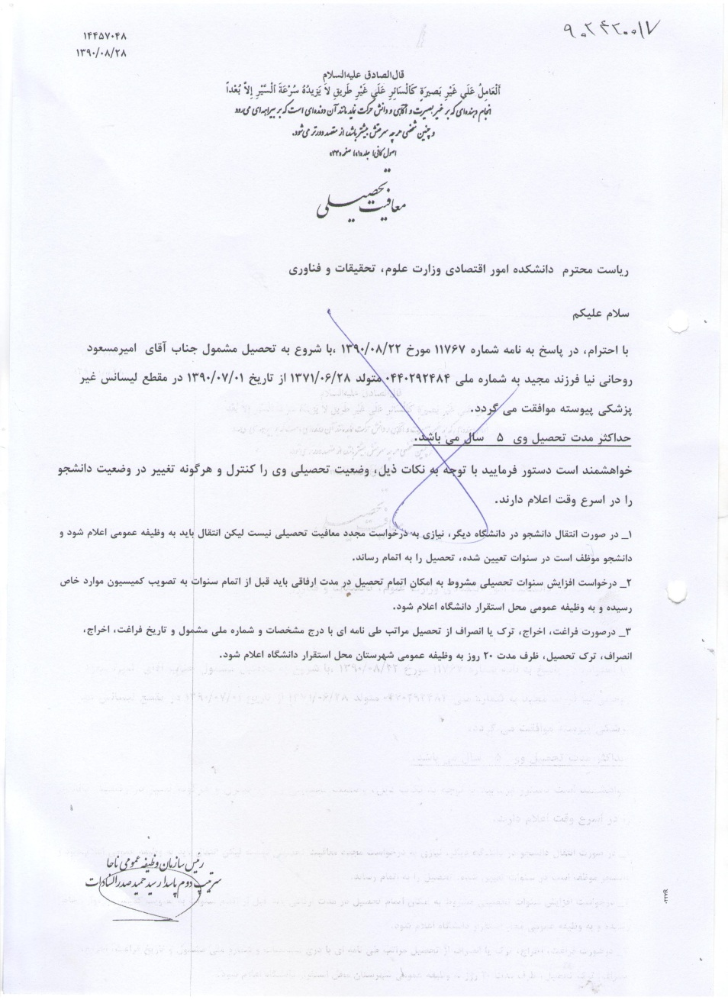 ۹۰۲۴۲۰۰۱۷
۱۴۴۵۷۰۴۸
۱۳۹۰/۰۸/۲۸
قال‌الصادق علیه‌السلام
اَلْعامِلُ عَلَي غَيْرِ بَصيرَةٍ كَالْسائِرِ عَلَي غَيْرِ طَريقٍ لا يَزيدُهُ سُرْعَةَ اَلْسَّيْرِ اِلاّ بُعْداً
انجام دهنده‌ای که بر غیر بصیرت و آگاهی و دانش حرکت نماید مانند آن دونده‌ای است که بر بیراهه‌ای می‌رود
و چنین شخصی هر چه سرعتش بیشتر باشد، از مقصد دورتر می‌شود.
اصول کافی/ جلد«۱»/ صفحه
معافیت تحصیلی
ریاست محترم دانشکده امور اقتصادی وزارت علوم، تحقیقات و فناوری
سلام علیکم
با احترام، در پاسخ به نامه شماره ۱۱۷۶۷ مورخ ۱۳۹۰/۰۸/۲۲ ،با شروع به تحصیل مشمول جناب آقای امیرمسعود
روحانی نیا فرزند مجید به شماره ملی ۰۴۴۰۲۹۲۴۸۴ متولد ۱۳۷۱/۰۶/۲۸ از تاریخ ۱۳۹۰/۰۷/۰۱ در مقطع لیسانس غیر
پزشکی پیوسته موافقت می گردد.
حداکثر مدت تحصیل وی ۵ سال می باشد.
خواهشمند است دستور فرمایید با توجه به نکات ذیل، وضعیت تحصیلی وی را کنترل و هرگونه تغییر در وضعیت دانشجو
را در اسرع وقت اعلام دارند.
۱_ در صورت انتقال دانشجو در دانشگاه دیگر، نیازی به درخواست مجدد معافیت تحصیلی نیست لیکن انتقال باید به وظیفه عمومی اعلام شود و
دانشجو موظف است در سنوات تعیین شده، تحصیل را به اتمام رساند.
۲_ درخواست افزایش سنوات تحصیلی مشروط به امکان اتمام تحصیل در مدت ارفاقی باید قبل از اتمام سنوات به تصویب کمیسیون موارد خاص
رسیده و به وظیفه عمومی محل استقرار دانشگاه اعلام شود.
۳_ درصورت فراغت، اخراج، ترک یا انصراف از تحصیل مراتب طی نامه ای با درج مشخصات و شماره ملی مشمول و تاریخ فراغت، اخراج،
انصراف، ترک تحصیل، ظرف مدت ۲۰ روز به وظیفه عمومی شهرستان محل استقرار دانشگاه اعلام شود.
رئیس سازمان وظیفه عمومی ناجا
سرتیپ دوم پاسدار سید حمید صدرالسادات